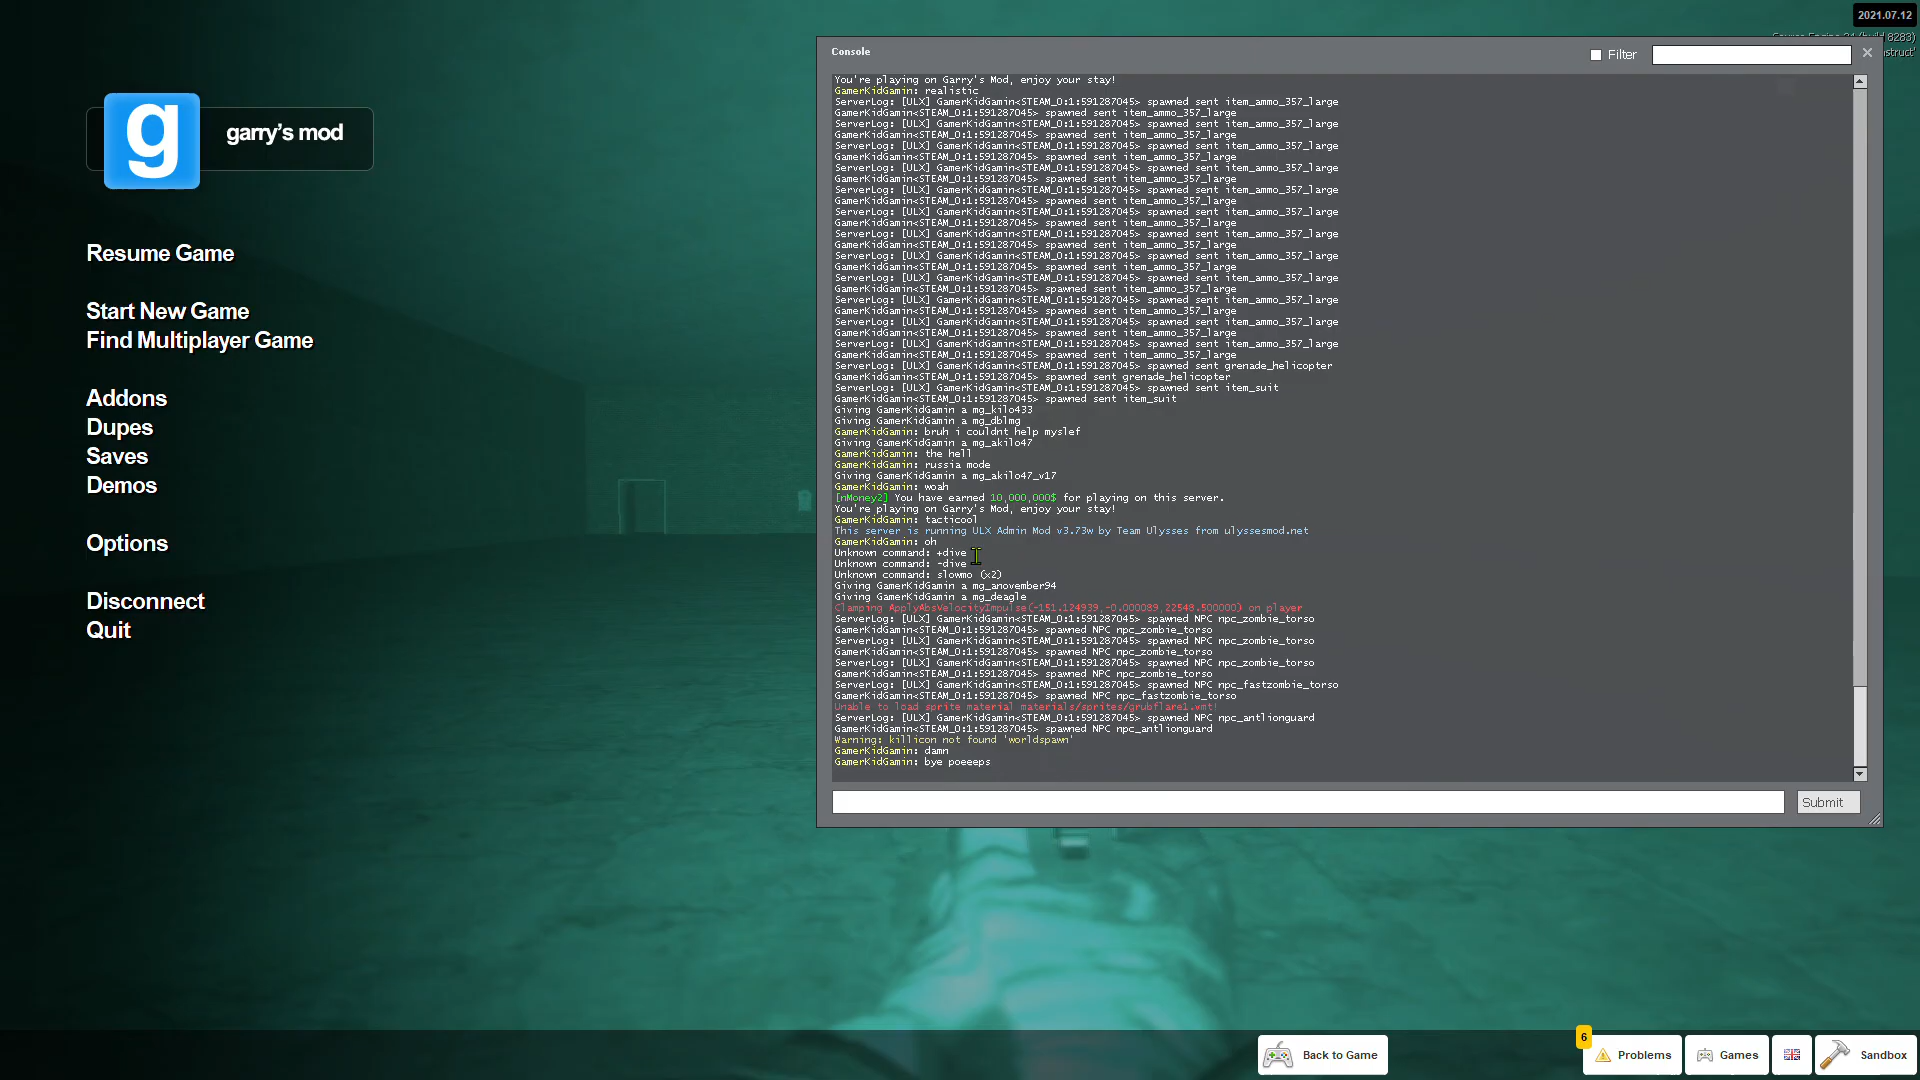 2021.07.12
8283)
struct'
Console
Filter
You're playing on Garry's Mod, enjoy your stay!
GamerKidGamin: realistic
ServerLog: [ULX] GamerKidGamin<STEAM_0:1:591287045> spawned sent item_ammo_357_large
GamerKidGamin<STEAM_0:1:591287045> spawned sent item_ammo_357_large
ServerLog: [ULX] GamerKidGamin<STEAM_0:1:591287045> spawned sent item_ammo_357_large
GamerKidGamin<STEAM_0:1:591287045> spawned sent item_ammo_357_large
ServerLog: [ULX] GamerKidGamin<STEAM_0:1:591287045> spawned sent item_ammo_357_large
GamerKidGamin<STEAM_0:1:591287045> spawned sent item_ammo_357_large
ServerLog: [ULX] GamerKidGamin<STEAM_0:1:591287045> spawned sent item_ammo_357_large
GamerKidGamin<STEAM_0:1:591287045> spawned sent item_ammo_357_large
ServerLog: [ULX] GamerKidGamin<STEAM_0:1:591287045> spawned sent item_ammo_357_large
GamerKidGamin<STEAM_0:1:591287045> spawned sent item_ammo_357_large
ServerLog: [ULX] GamerKidGamin<STEAM_0:1:591287045> spawned sent item_ammo_357_large
GamerKidGamin<STEAM_0:1:591287045> spawned sent item_ammo_357_large
ServerLog: [ULX] GamerKidGamin<STEAM_0:1:591287045> spawned sent item_ammo_357_large
GamerKidGamin<STEAM_0:1:591287045> spawned sent item_ammo_357_large
ServerLog: [ULX] GamerKidGamin<STEAM_0:1:591287045> spawned sent item_ammo_357_large
GamerKidGamin<STEAM_0:1:591287045> spawned sent item_ammo_357_large
ServerLog: [ULX] GamerKidGamin<STEAM_0:1:591287045> spawned sent item_ammo_357_large
GamerKidGamin<STEAM_0:1:591287045> spawned sent item_ammo_357_large
ServerLog: [ULX] GamerKidGamin<STEAM_0:1:591287045> spawned sent item_ammo_357_large
GamerKidGamin<STEAM_0:1:591287045> spawned sent item_ammo_357_large
ServerLog: [ULX] GamerKidGamin<STEAM_0:1:591287045> spawned sent item_ammo_357_large
GamerKidGamin<STEAM_0:1:591287045> spawned sent item_ammo_357_large
ServerLog: [ULX] GamerKidGamin<STEAM_0:1:591287045> spawned sent item_ammo_357_large
GamerKidGamin<STEAM_0:1:591287045> spawned sent item_ammo_357_large
ServerLog: [ULX] GamerKidGamin<STEAM_0:1:591287045> spawned sent grenade_helicopter
GamerKidGamin<STEAM_0:1:591287045> spawned sent grenade_helicopter
ServerLog: [ULX] GamerKidGamin<STEAM_0:1:591287045> spawned sent item_suit
GamerKidGamin<STEAM_0:1:591287045> spawned sent item_suit
Giving GamerKidGamin a mg_kilo433
Giving GamerKidGamin a mg_dblmg
GamerKidGamin: bruh i couldnt help myslef
Giving GamerKidGamin a mg_akilo47
GamerKidGamin: the hell
GamerKidGamin: russia mode
Giving GamerKidGamin a mg_akilo47_v17
GamerKidGamin: woah
[nMoney2] You have earned 10,000,000$ for playing on this server.
You're playing on Garry's Mod, enjoy your stay!
GamerKidGamin: tacticool
This server is running ULX Admin Mod v3.73w by Team Ulysses from ulyssesmod.net
GamerKidGamin: oh
Unknown command: +dive
Unknown command: -dive
Unknown command: slowmo (x2)
Giving GamerKidGamin a mg_anovember94
Giving GamerKidGamin a mg_deagle
Clamping ApplyAbsVelocityImpulse(-151.124939,-0.000089,22548.500000) on player
ServerLog: [ULX] GamerKidGamin<STEAM_0:1:591287045> spawned NPC npc_zombie_torso
GamerKidGamin<STEAM_0:1:591287045> spawned NPC npc_zombie_torso
ServerLog: [ULX] GamerKidGamin<STEAM_0:1:591287045> spawned NPC npc_zombie_torso
GamerKidGamin<STEAM_0:1:591287045> spawned NPC npc_zombie_torso
ServerLog: [ULX] GamerKidGamin<STEAM_0:1:591287045> spawned NPC npc_zombie_torso
GamerKidGamin<STEAM_0:1:591287045> spawned NPC npc_zombie_torso
ServerLog: [ULX] GamerKidGamin<STEAM_0:1:591287045> spawned NPC npc_fastzombie_torso
GamerKidGamin<STEAM_0:1:591287045> spawned NPC npc_fastzombie_torso
Unable to load sprite material materials/sprites/grubflare1.vmt!
ServerLog: [ULX] GamerKidGamin<STEAM_0:1:591287045> spawned NPC npc_antlionguard
GamerKidGamin<STEAM_0:1:591287045> spawned NPC npc_antlionguard
Warning: killicon not found 'worldspawn'
GamerKidGamin: damn
GamerKidGamin: bye poeeeps
Submit
g
garry's mod
Resume Game
Start New Game
Find Multiplayer Game
Addons
Dupes
Saves
Demos
Options
Disconnect
Quit
Back to Game
6
Problems
Games
Sandbox